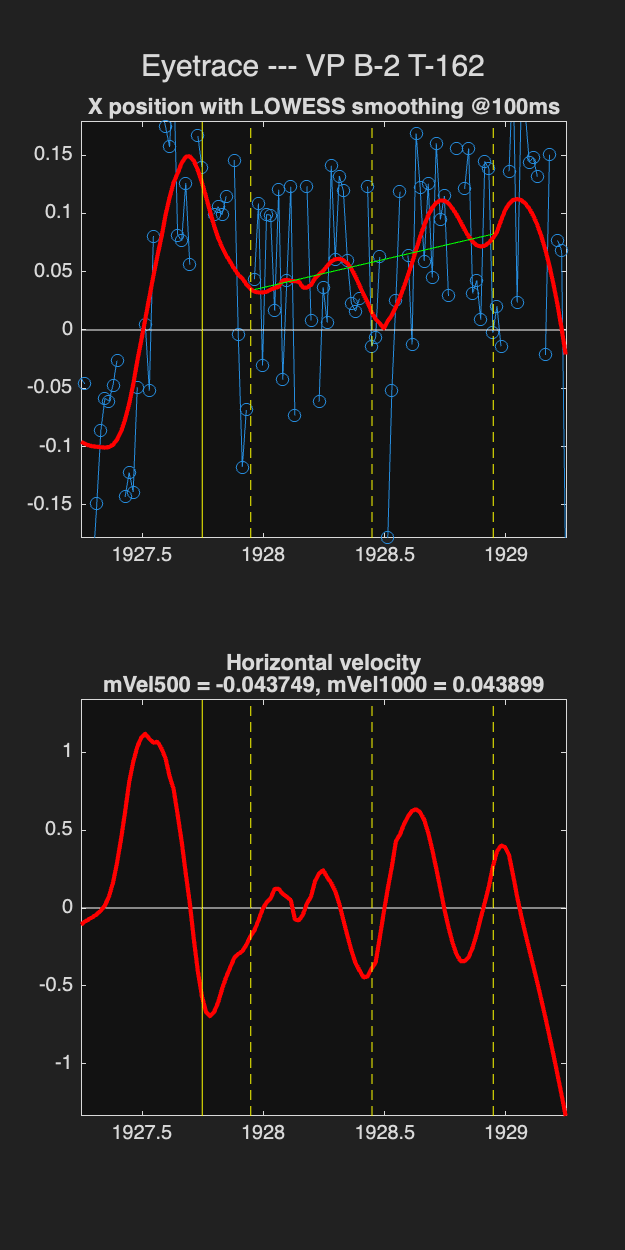 Eyetrace --- VP B-2 T-162
X position with LOWESS smoothing @100ms
0.15
0.1
0.05
0
-0.05
-0.1
-0.15
1927.5 1928 1928.5 1929
Horizontal velocity
mVel500 = -0.043749, mVel1000 = 0.043899
1
0.5
0
-0.5
-1
1927.5 1928 1928.5 1929